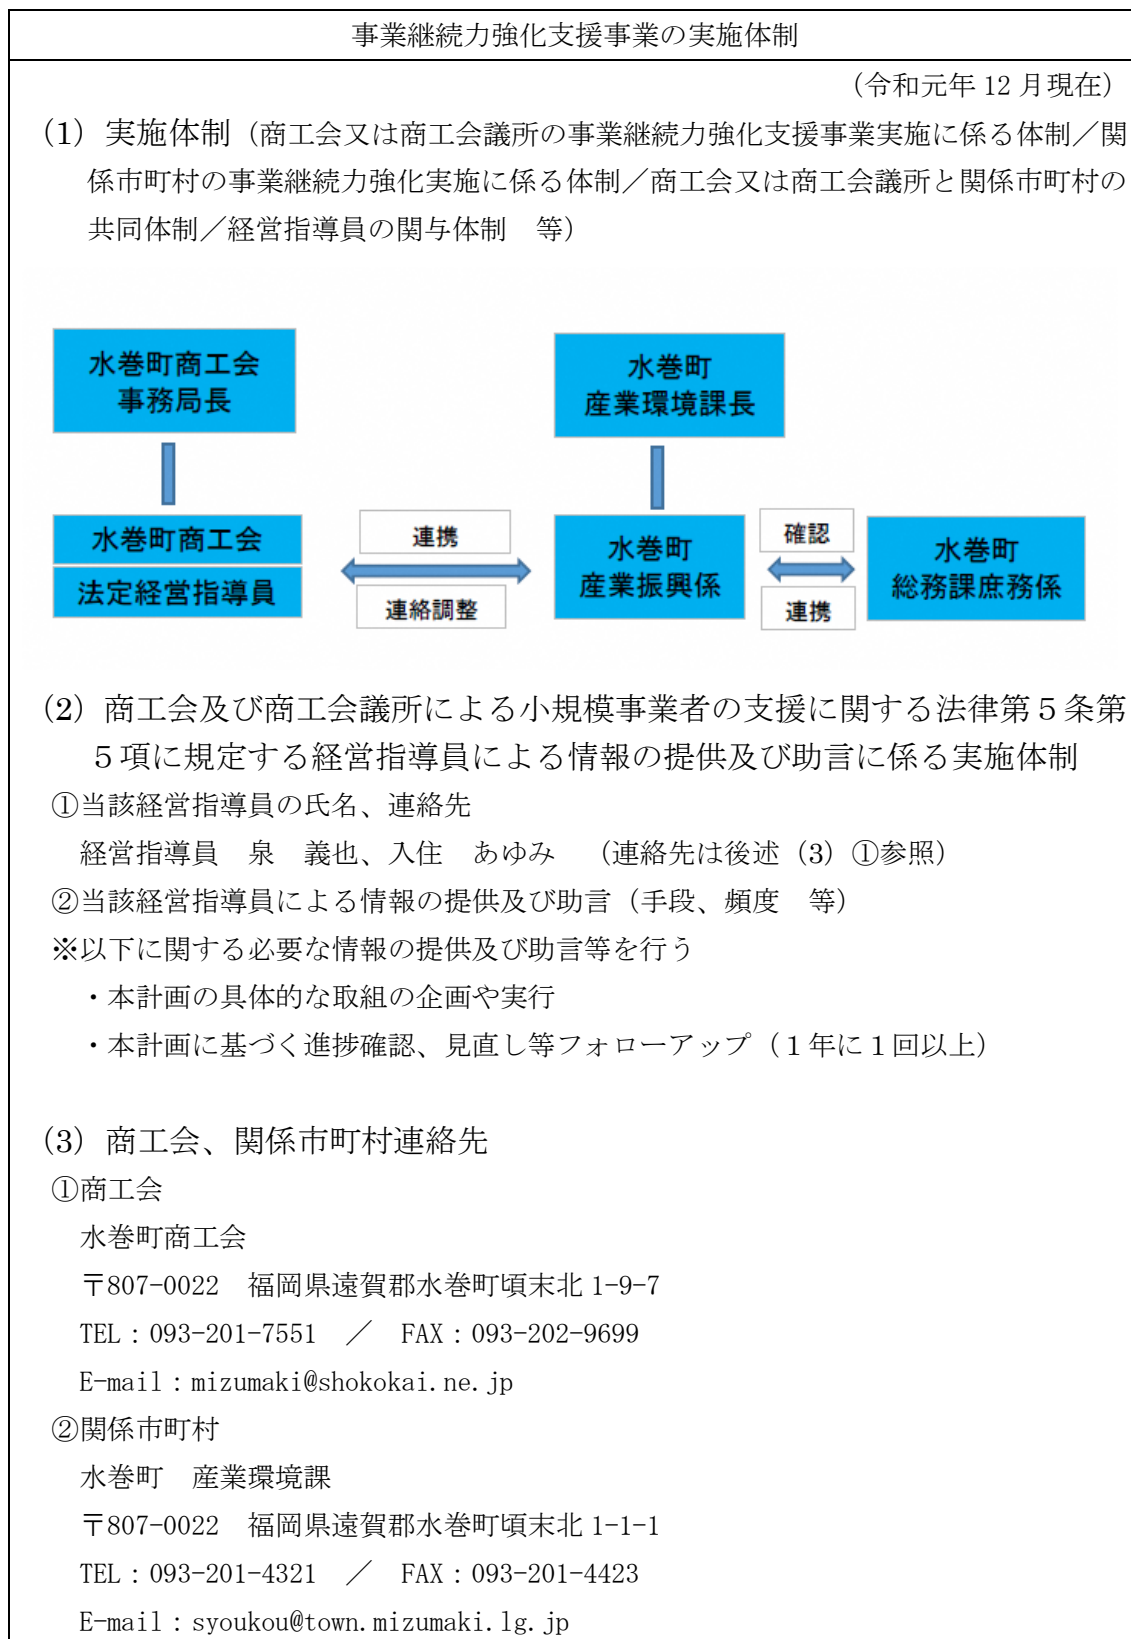 事業継続力強化支援事業の実施体制
（令和元年 12 月現在）
（1）実施体制（商工会又は商工会議所の事業継続力強化支援事業実施に係る体制／関
係市町村の事業継続力強化実施に係る体制／商工会又は商工会議所と関係市町村の
共同体制／経営指導員の関与体制　等）
水巻町商工会
事務局長
水巻町
産業環境課長
水巻町商工会
法定経営指導員
連携
連絡調整
水巻町
産業振興係
確認
連携
水巻町
総務課庶務係
（2）商工会及び商工会議所による小規模事業者の支援に関する法律第５条第
５項に規定する経営指導員による情報の提供及び助言に係る実施体制
①当該経営指導員の氏名、連絡先
経営指導員　泉　義也、入住　あゆみ　（連絡先は後述（3）①参照）
②当該経営指導員による情報の提供及び助言（手段、頻度　等）
※以下に関する必要な情報の提供及び助言等を行う
・本計画の具体的な取組の企画や実行
・本計画に基づく進捗確認、見直し等フォローアップ（１年に１回以上）
（3）商工会、関係市町村連絡先
①商工会
水巻町商工会
〒807-0022　福岡県遠賀郡水巻町頃末北 1-9-7
TEL：093-201-7551　／　FAX：093-202-9699
E-mail：mizumaki@shokokai.ne.jp
②関係市町村
水巻町　産業環境課
〒807-0022　福岡県遠賀郡水巻町頃末北 1-1-1
TEL：093-201-4321　／　FAX：093-201-4423
E-mail：syoukou@town.mizumaki.lg.jp